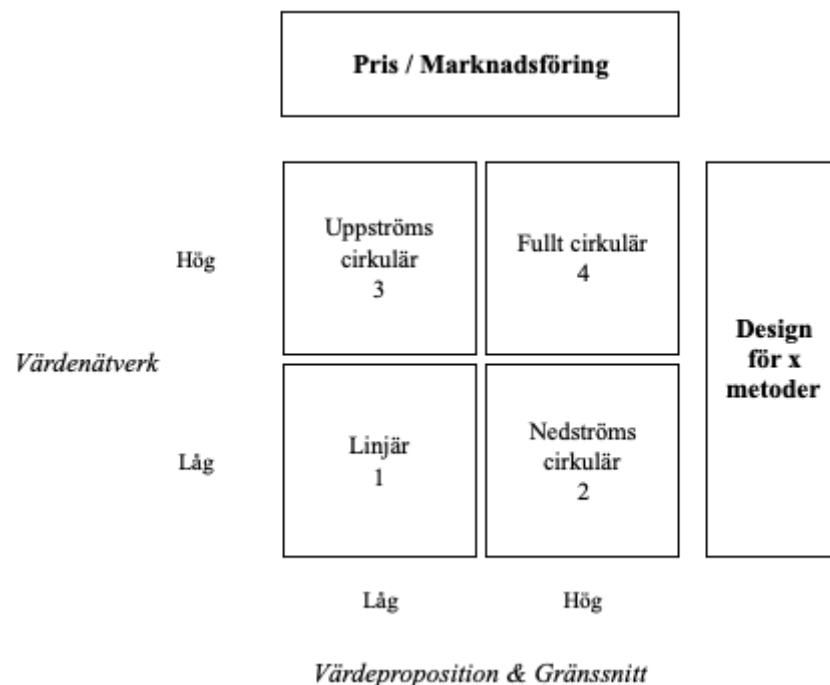 Pris / Marknadsföring
Hög
Uppströms
cirkulär
3
Fullt cirkulär
4
Design
för x
metoder
Värdenätverk
Låg
Linjär
1
Nedströms
cirkulär
2
Låg
Hög
Värdeproposition & Gränssnitt